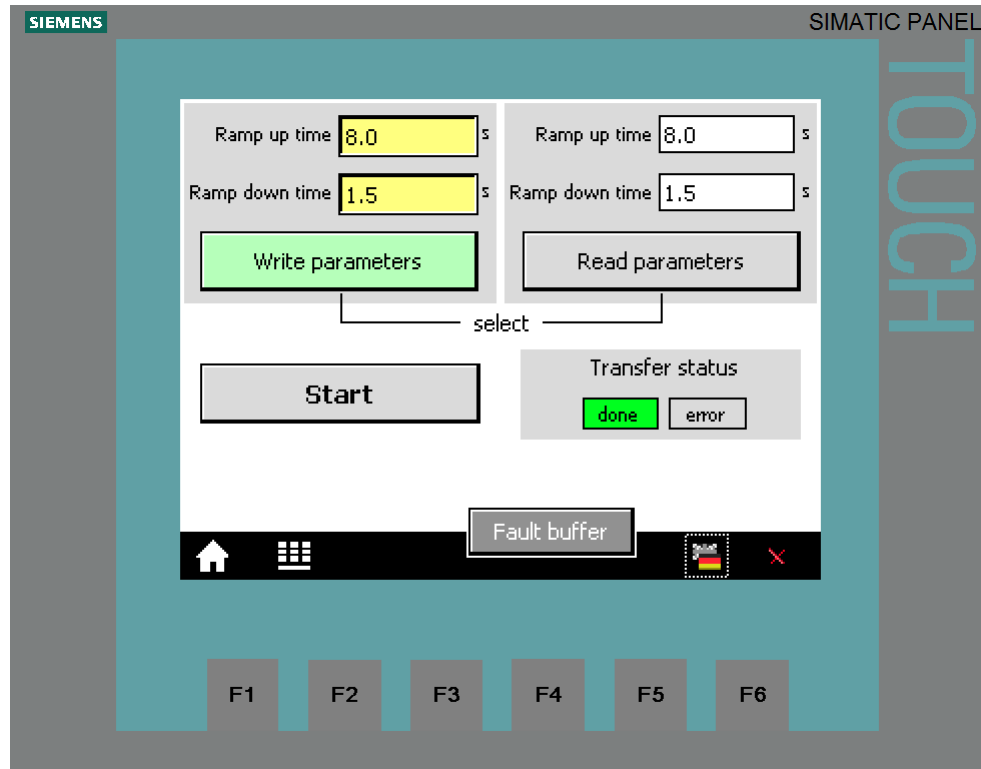 SIEMENS
SIMATIC PANEL
TOUCH
Ramp up time 8.0 s
Ramp down time 1.5 s
Write parameters
Ramp up time 8.0 s
Ramp down time 1.5 s
Read parameters
select
Start
Transfer status
done error
Fault buffer
F1 F2 F3 F4 F5 F6